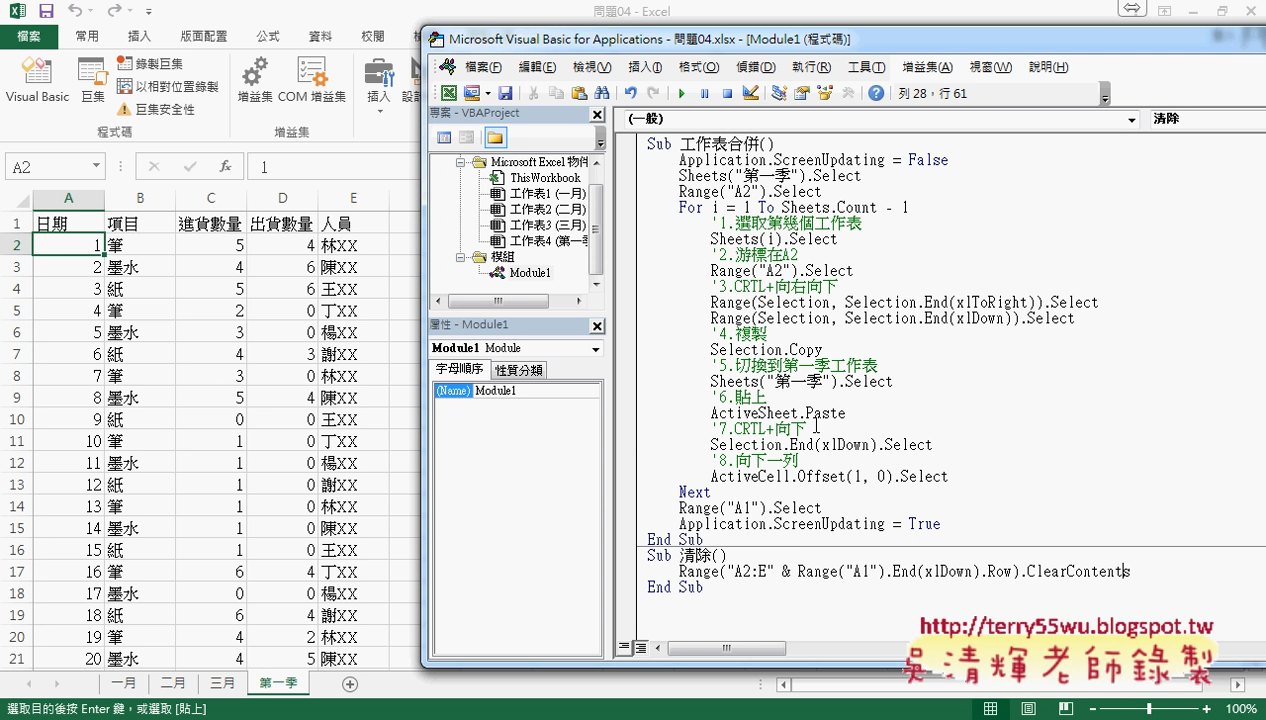 問題04 - Excel
檔案 常用 插入 版面配置 公式 資料 校閱
Visual Basic 巨集 錄製巨集 以相對位置錄製 巨集安全性 增益集 COM 增益集 插入
程式碼 增益集
A2 1
A B C D E
1 日期 項目 進貨數量 出貨數量 人員
2 1 筆 5 4 林XX
3 2 墨水 4 6 陳XX
4 3 紙 5 6 王XX
5 4 筆 2 0 丁XX
6 5 墨水 3 0 楊XX
7 6 紙 4 3 謝XX
8 7 筆 3 0 林XX
9 8 墨水 5 4 陳XX
10 9 紙 0 0 王XX
11 10 筆 1 0 丁XX
12 11 墨水 1 0 楊XX
13 12 紙 1 0 謝XX
14 13 筆 1 0 林XX
15 14 墨水 1 0 陳XX
16 15 紙 1 0 王XX
17 16 筆 6 4 丁XX
18 17 墨水 0 0 楊XX
19 18 紙 6 4 謝XX
20 19 筆 4 2 林XX
21 20 墨水 4 5 陳XX
一月 二月 三月 第一季
選取目的後按 Enter 鍵，或選取 [貼上]
100%
Microsoft Visual Basic for Applications - 問題04.xlsx - [Module1 (程式碼)]
檔案(F) 編輯(E) 檢視(V) 插入(I) 格式(O) 偵錯(D) 執行(R) 工具(T) 增益集(A) 視窗(W) 說明(H)
列 28，行 61
專案 - VBAProject
Microsoft Excel 物件
ThisWorkbook
工作表1 (一月)
工作表2 (二月)
工作表3 (三月)
工作表4 (第一季
模組
Module1
屬性 - Module1
Module1 Module
字母順序 性質分類
(Name) Module1
(一般) 清除
Sub 工作表合併()
Application.ScreenUpdating = False
Sheets("第一季").Select
Range("A2").Select
For i = 1 To Sheets.Count - 1
'1.選取第幾個工作表
Sheets(i).Select
'2.游標在A2
Range("A2").Select
'3.CRTL+向右向下
Range(Selection, Selection.End(xlToRight)).Select
Range(Selection, Selection.End(xlDown)).Select
'4.複製
Selection.Copy
'5.切換到第一季工作表
Sheets("第一季").Select
'6.貼上
ActiveSheet.Paste
'7.CRTL+向下
Selection.End(xlDown).Select
'8.向下一列
ActiveCell.Offset(1, 0).Select
Next
Range("A1").Select
Application.ScreenUpdating = True
End Sub
Sub 清除()
Range("A2:E" & Range("A1").End(xlDown).Row).ClearContents
End Sub
http://terry55wu.blogspot.tw
吳清輝老師錄製